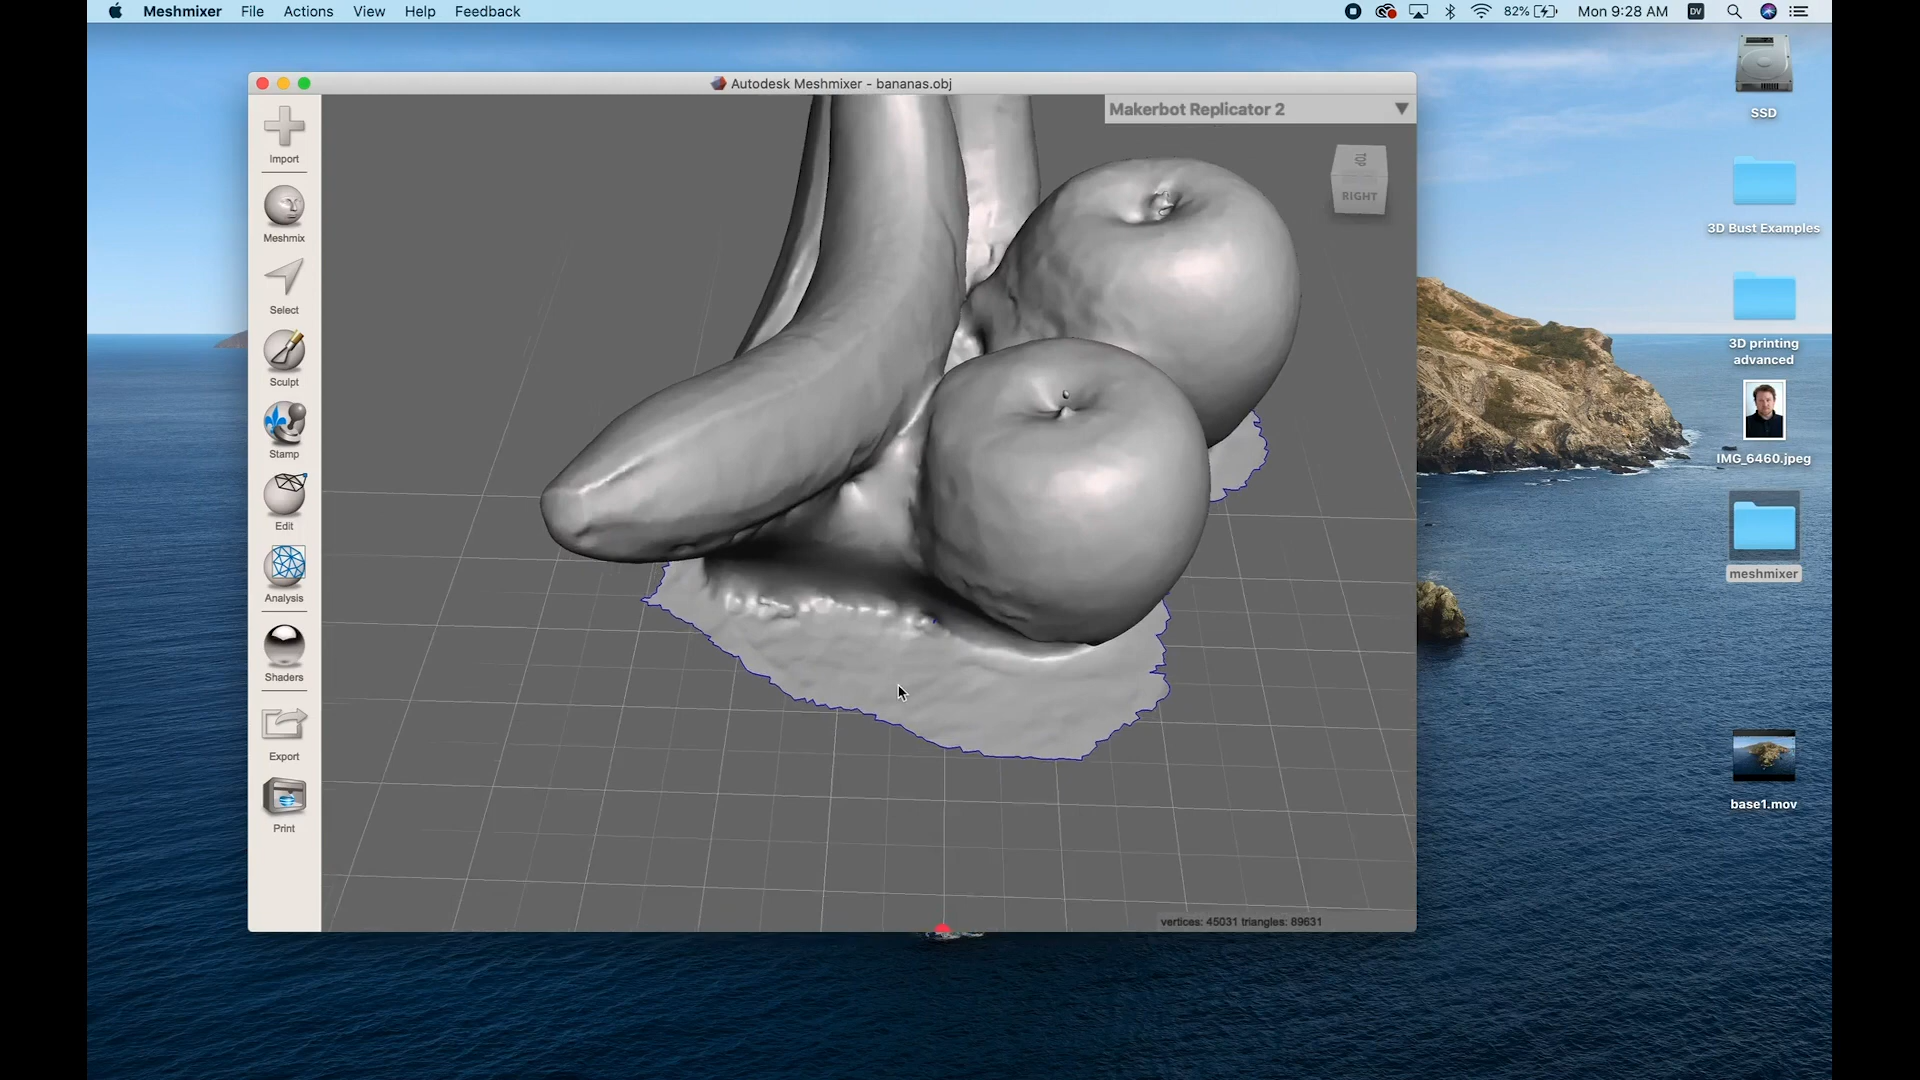 Meshmixer File Actions View Help Feedback
82% Mon 9:28 AM DV
Autodesk Meshmixer - bananas.obj
Makerbot Replicator 2
TOP
RIGHT
Import
Meshmix
Select
Sculpt
Stamp
Edit
Analysis
Shaders
Export
Print
vertices: 45031 triangles: 89631
SSD
3D Bust Examples
3D printing
advanced
IMG_6460.jpeg
meshmixer
base1.mov